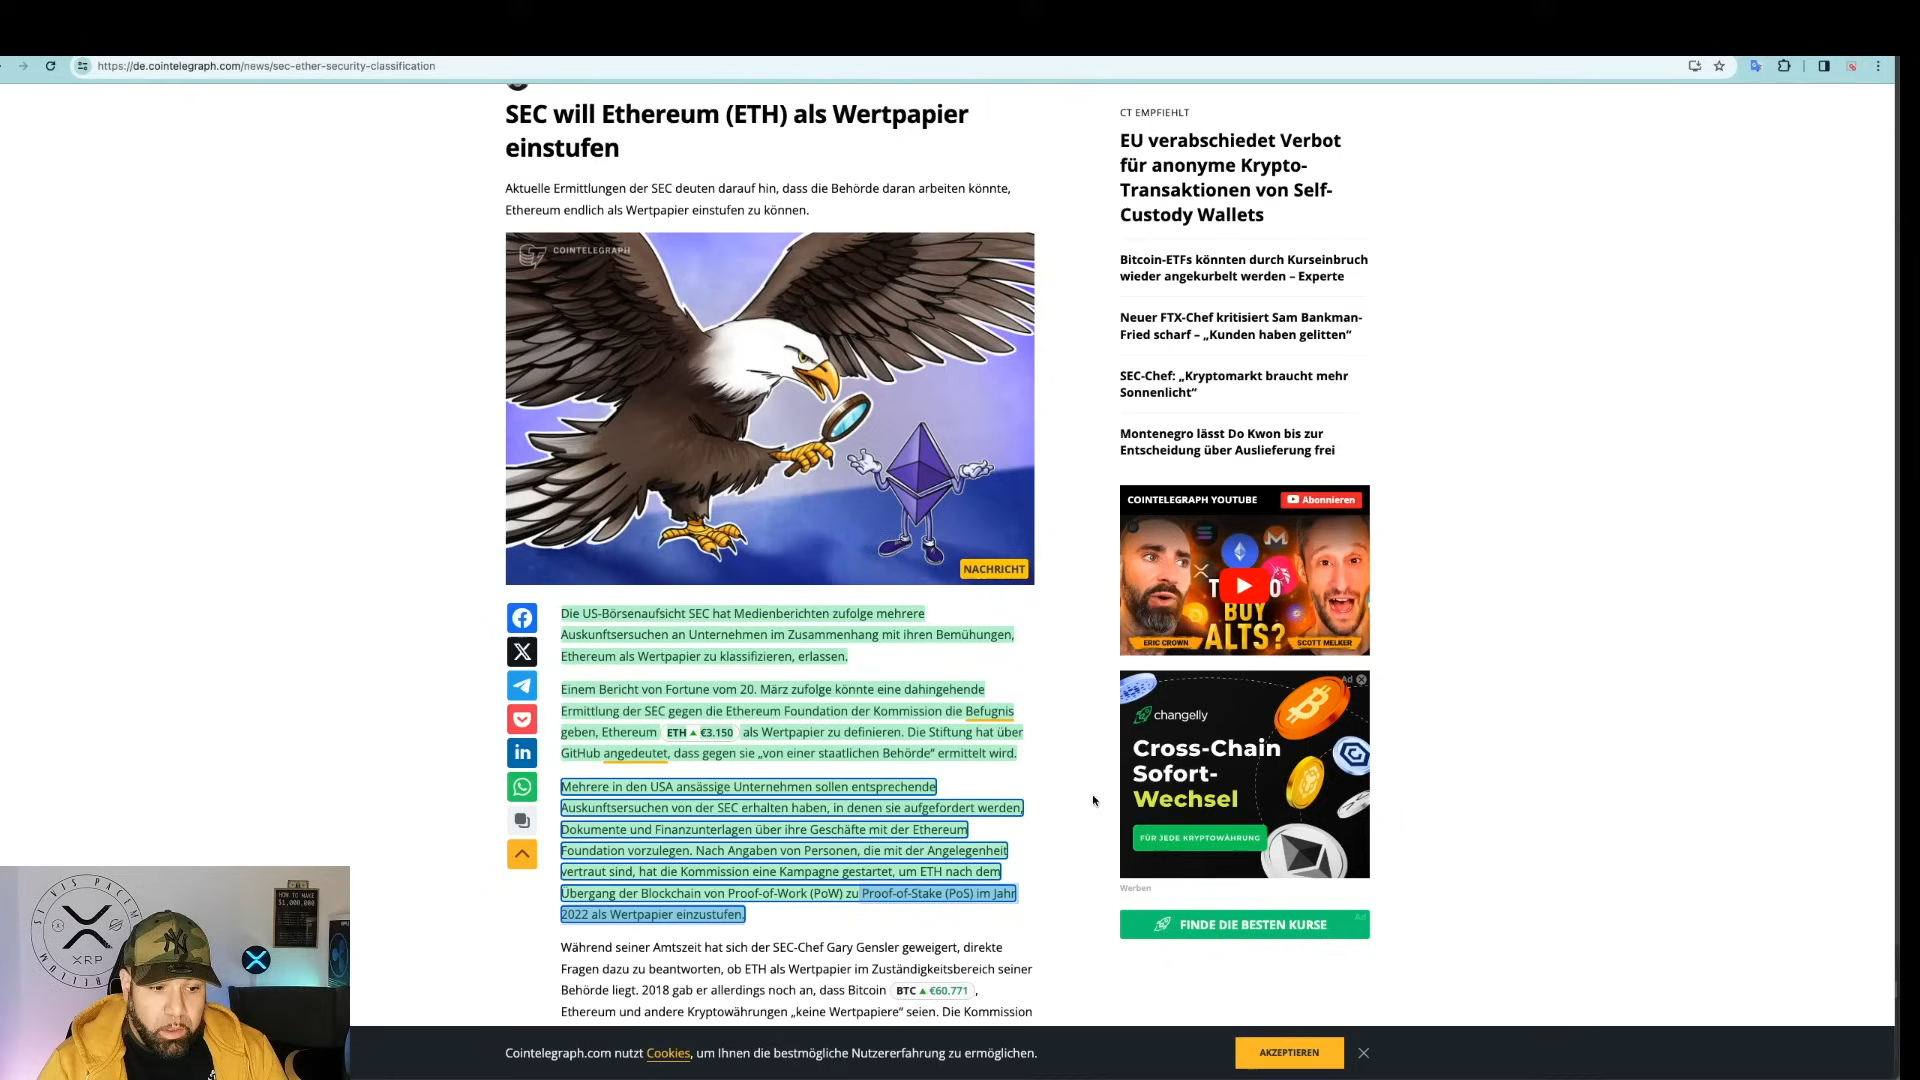 https://de.cointelegraph.com/news/sec-ether-security-classification
SEC will Ethereum (ETH) als Wertpapier
einstufen
Aktuelle Ermittlungen der SEC deuten darauf hin, dass die Behörde daran arbeiten könnte,
Ethereum endlich als Wertpapier einstufen zu können.
COINTELEGRAPH
NACHRICHT
Die US-Börsenaufsicht SEC hat Medienberichten zufolge mehrere
Auskunftsersuchen an Unternehmen im Zusammenhang mit ihren Bemühungen,
Ethereum als Wertpapier zu klassifizieren, erlassen.
Einem Bericht von Fortune vom 20. März zufolge könnte eine dahingehende
Ermittlung der SEC gegen die Ethereum Foundation der Kommission die Befugnis
geben, Ethereum ETH ▲ €3.150 als Wertpapier zu definieren. Die Stiftung hat über
GitHub angedeutet, dass gegen sie „von einer staatlichen Behörde“ ermittelt wird.
Mehrere in den USA ansässige Unternehmen sollen entsprechende
Auskunftsersuchen von der SEC erhalten haben, in denen sie aufgefordert werden,
Dokumente und Finanzunterlagen über ihre Geschäfte mit der Ethereum
Foundation vorzulegen. Nach Angaben von Personen, die mit der Angelegenheit
vertraut sind, hat die Kommission eine Kampagne gestartet, um ETH nach dem
Übergang der Blockchain von Proof-of-Work (PoW) zu Proof-of-Stake (PoS) im Jahr
2022 als Wertpapier einzustufen.
Während seiner Amtszeit hat sich der SEC-Chef Gary Gensler geweigert, direkte
Fragen dazu zu beantworten, ob ETH als Wertpapier im Zuständigkeitsbereich seiner
Behörde liegt. 2018 gab er allerdings noch an, dass Bitcoin BTC ▲ €60.771 ,
Ethereum und andere Kryptowährungen „keine Wertpapiere“ seien. Die Kommission
CT EMPFIEHLT
EU verabschiedet Verbot
für anonyme Krypto-
Transaktionen von Self-
Custody Wallets
Bitcoin-ETFs könnten durch Kurseinbruch
wieder angekurbelt werden – Experte
Neuer FTX-Chef kritisiert Sam Bankman-
Fried scharf – „Kunden haben gelitten“
SEC-Chef: „Kryptomarkt braucht mehr
Sonnenlicht“
Montenegro lässt Do Kwon bis zur
Entscheidung über Auslieferung frei
COINTELEGRAPH YOUTUBE
Abonnieren
BUY
ALTS?
ERIC CROWN
SCOTT MELKER
Ad
changelly
Cross-Chain
Sofort-
Wechsel
FÜR JEDE KRYPTOWÄHRUNG
Werben
FINDE DIE BESTEN KURSE
Ad
SI VIS PACEM
XRP
BELLUM
HOW TO MAKE
$1,000,000
Cointelegraph.com nutzt Cookies, um Ihnen die bestmögliche Nutzererfahrung zu ermöglichen.
AKZEPTIEREN